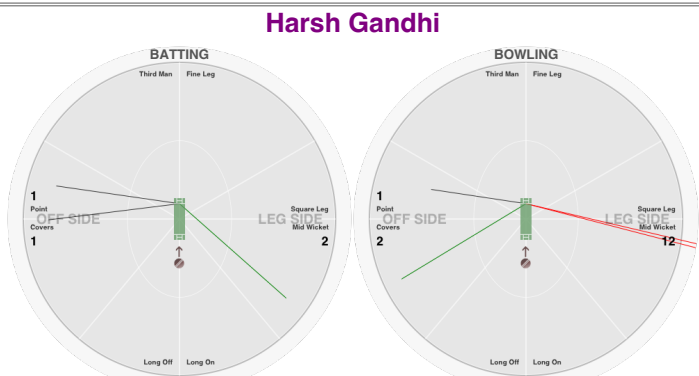 Harsh Gandhi
BATTING
Third Man Fine Leg
1
Point
OFF SIDE
Covers
1
Square Leg
LEG SIDE
Mid Wicket
2
Long Off Long On
BOWLING
Third Man Fine Leg
1
Point
OFF SIDE
Covers
2
Square Leg
LEG SIDE
Mid Wicket
12
Long Off Long On